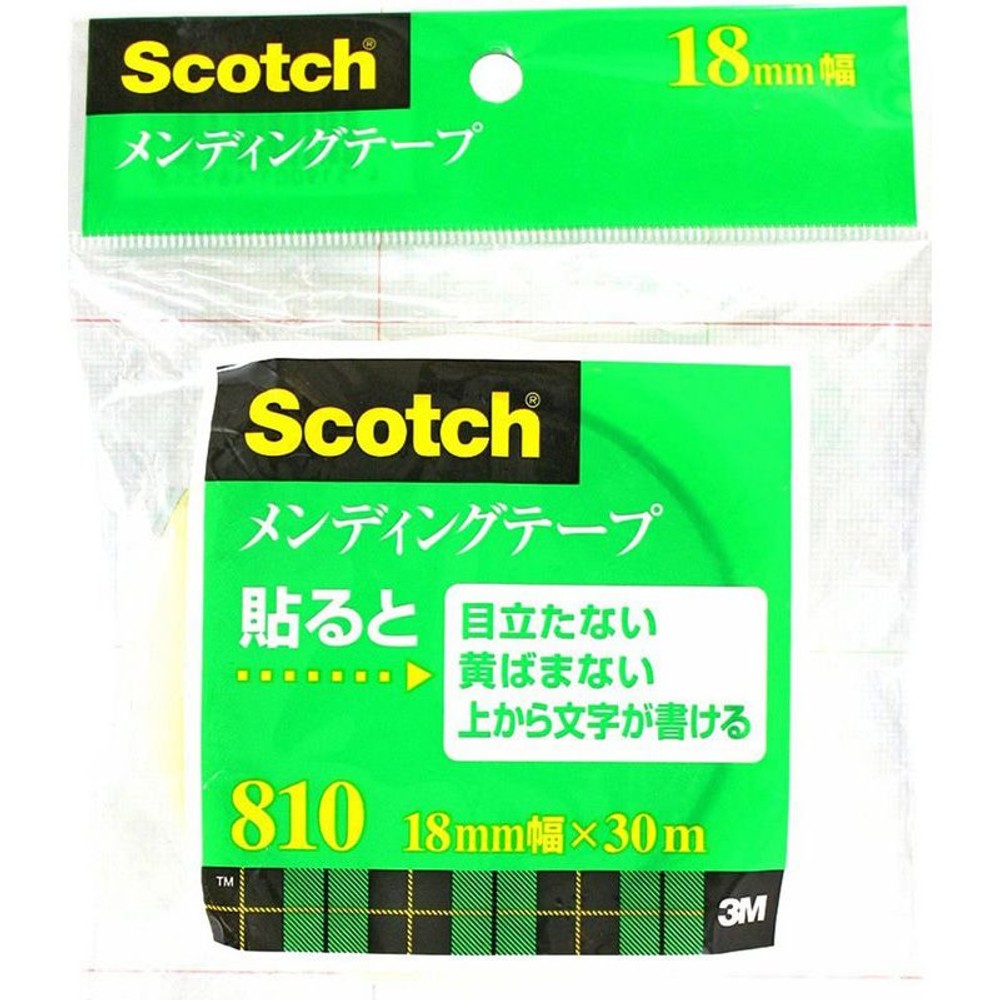 Scotch®
18mm幅
メンディングテープ
Scotch®
メンディングテープ
貼ると
目立たない
黄ばまない
上から文字が書ける
810
18mm幅×30m
TM
3M